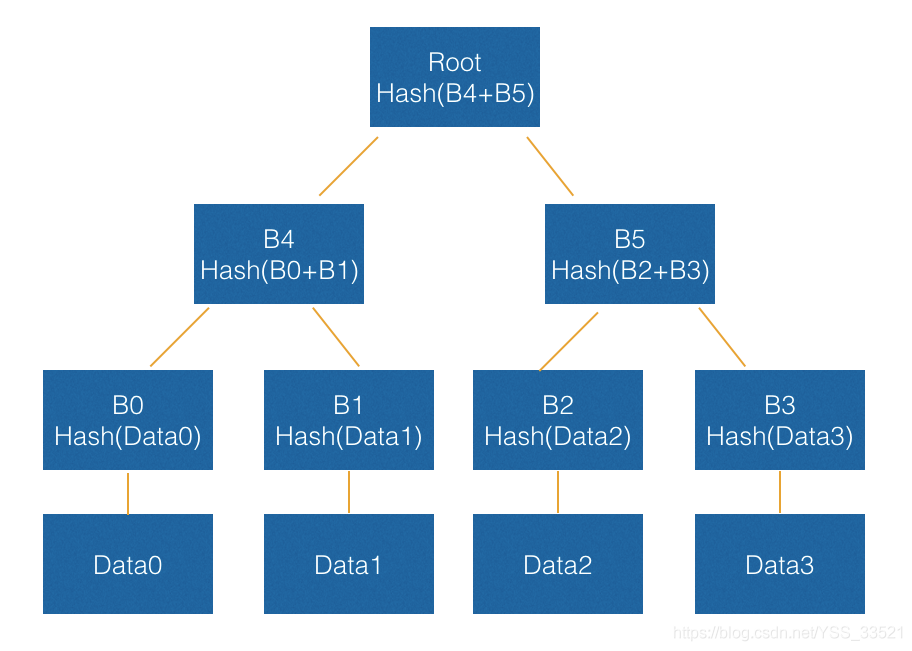 Root
Hash(B4+B5)
B4
Hash(B0+B1)
B5
Hash(B2+B3)
B0
Hash(Data0)
B1
Hash(Data1)
B2
Hash(Data2)
B3
Hash(Data3)
Data0
Data1
Data2
Data3
https://blog.csdn.net/YSS_33521